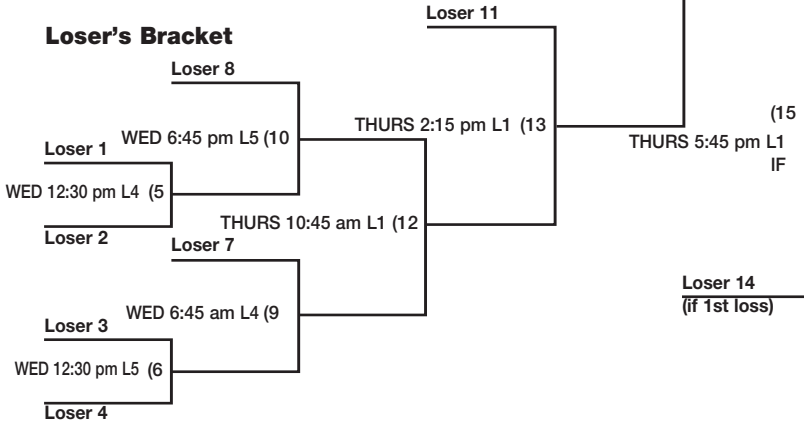 Loser 11
Loser's Bracket
Loser 8
(15
THURS 2:15 pm L1 (13
WED 6:45 pm L5 (10
THURS 5:45 pm L1
Loser 1
IF
WED 12:30 pm L4 (5
THURS 10:45 am L1 (12
Loser 2
Loser 7
Loser 14
(if 1st loss)
WED 6:45 am L4 (9
Loser 3
WED 12:30 pm L5 (6
Loser 4